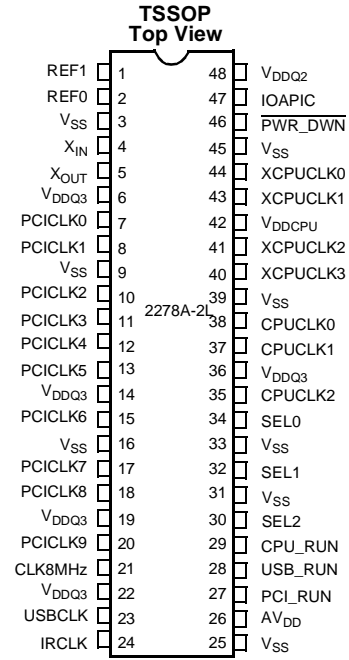 TSSOP
Top View
REF1 1 48 VDDQ2
REF0 2 47 IOAPIC
VSS 3 46 PWR_DWN
XIN 4 45 VSS
XOUT 5 44 XCPUCLK0
VDDQ3 6 43 XCPUCLK1
PCICLK0 7 42 VDDCPU
PCICLK1 8 41 XCPUCLK2
VSS 9 40 XCPUCLK3
PCICLK2 10 39 VSS
2278A-2L
PCICLK3 11 38 CPUCLK0
PCICLK4 12 37 CPUCLK1
PCICLK5 13 36 VDDQ3
VDDQ3 14 35 CPUCLK2
PCICLK6 15 34 SEL0
VSS 16 33 VSS
PCICLK7 17 32 SEL1
PCICLK8 18 31 VSS
VDDQ3 19 30 SEL2
PCICLK9 20 29 CPU_RUN
CLK8MHz 21 28 USB_RUN
VDDQ3 22 27 PCI_RUN
USBCLK 23 26 AVDD
IRCLK 24 25 VSS